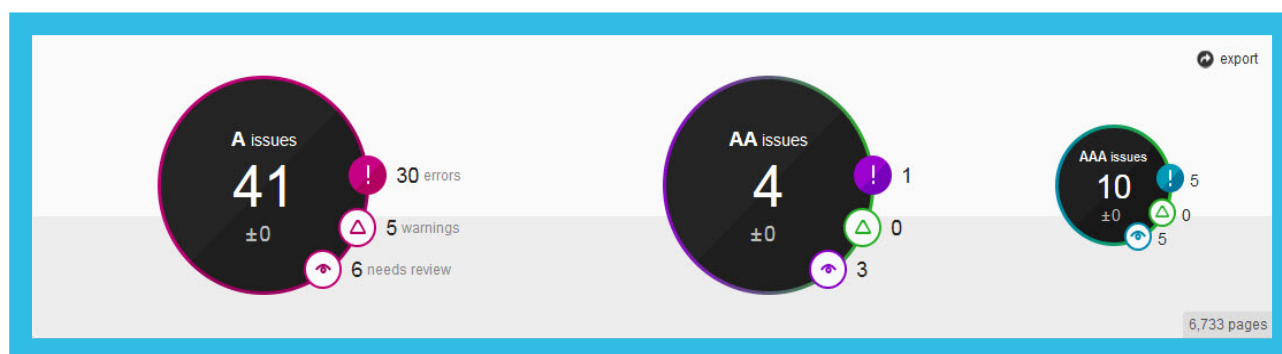 export
A issues
41
±0
30 errors
5 warnings
6 needs review
AA issues
4
±0
1
0
3
AAA issues
10
±0
5
0
5
6,733 pages